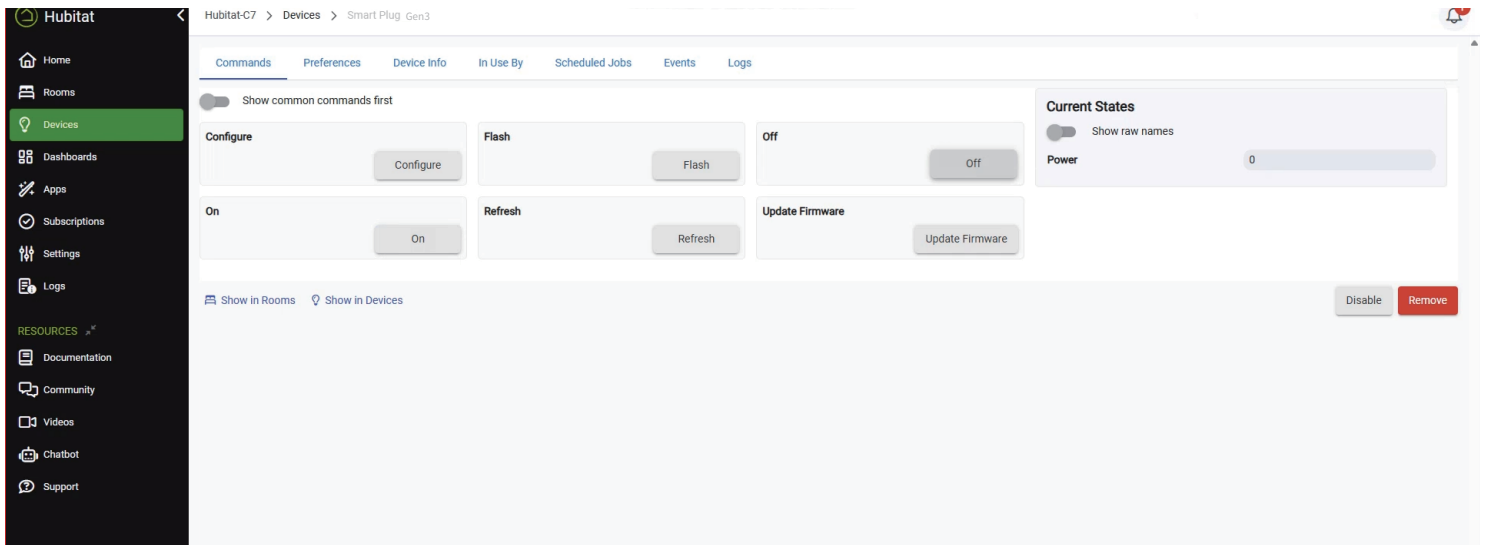 Hubitat
Home
Rooms
Devices
Dashboards
Apps
Subscriptions
Settings
Logs
RESOURCES
Documentation
Community
Videos
Chatbot
Support
Hubitat-C7 > Devices > Smart Plug Gen3
Commands Preferences Device Info In Use By Scheduled Jobs Events Logs
Show common commands first
Configure
Configure
Flash
Flash
Off
Off
On
On
Refresh
Refresh
Update Firmware
Update Firmware
Current States
Show raw names
Power 0
Show in Rooms Show in Devices
Disable Remove